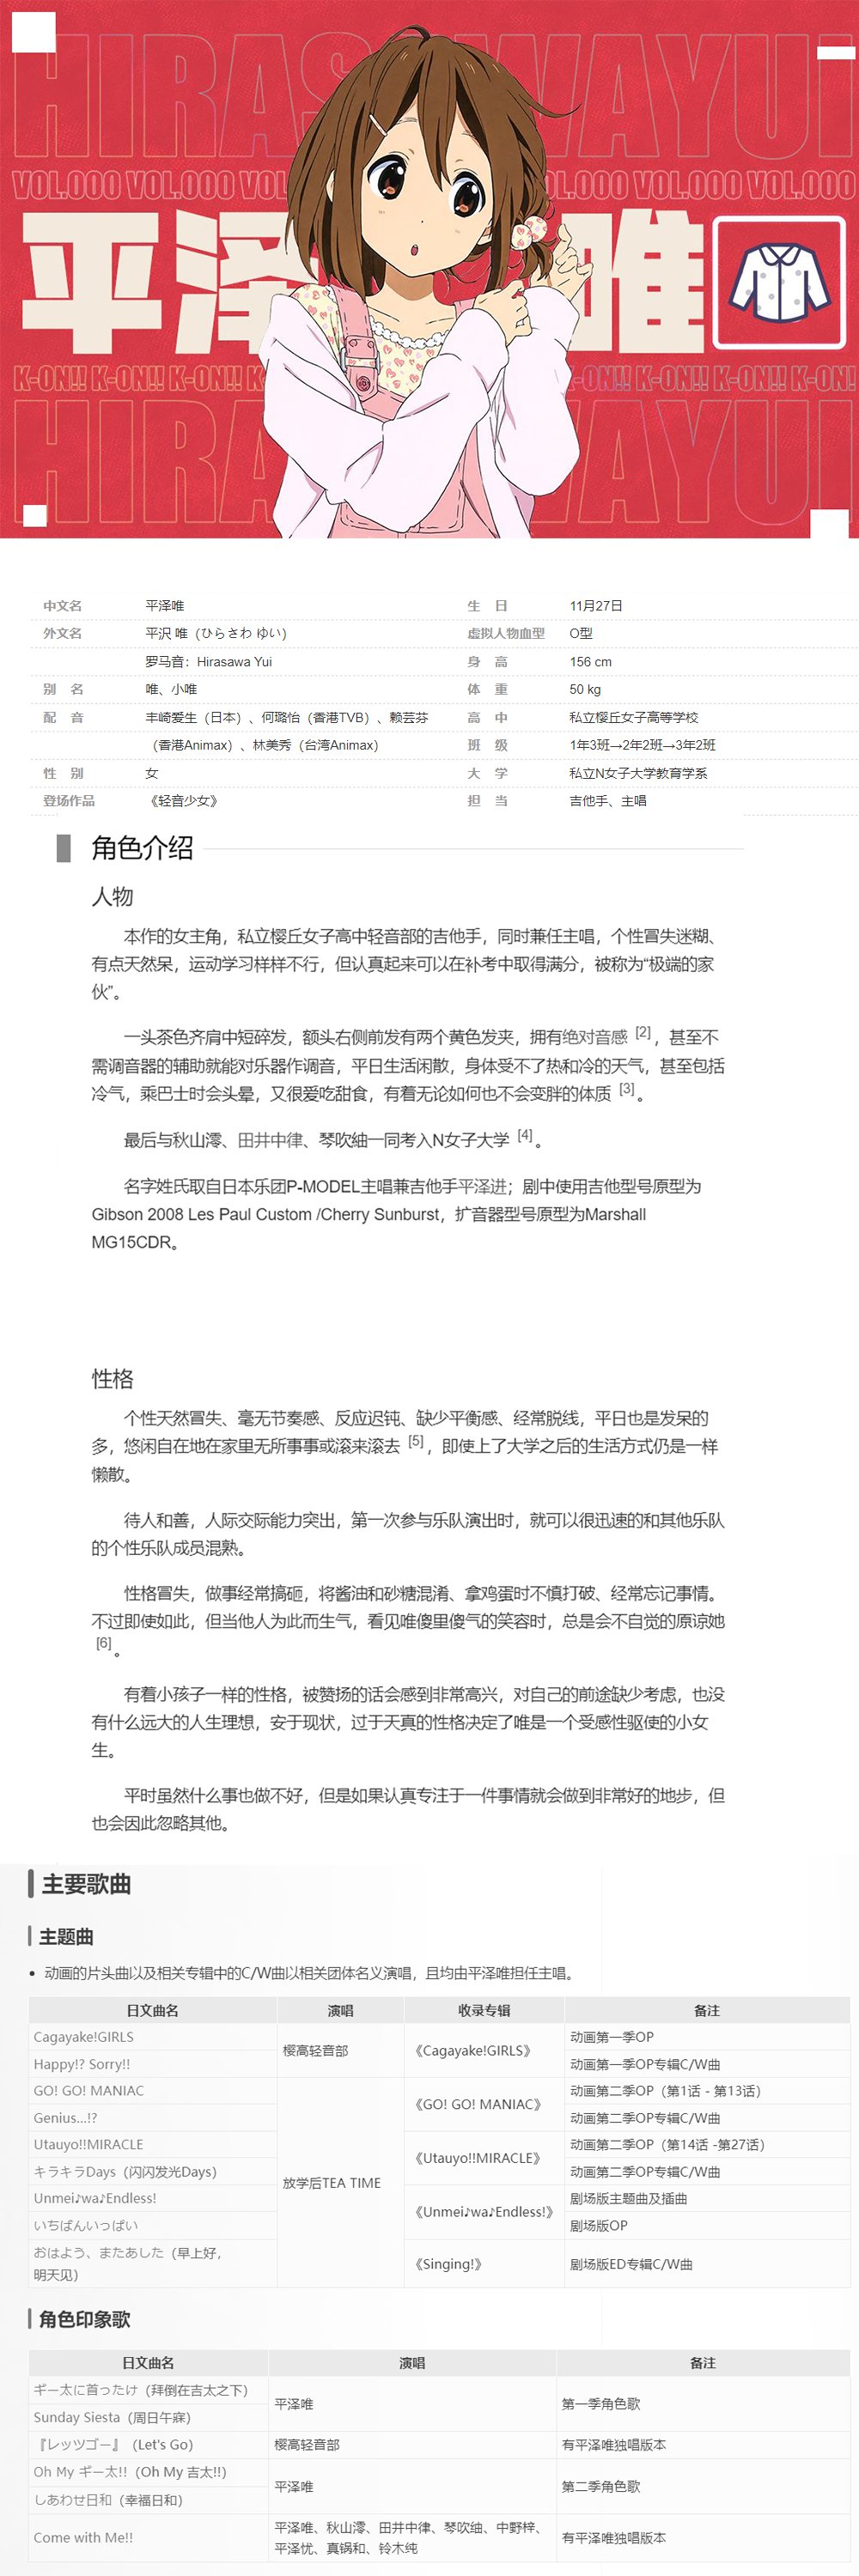 HIRASAWAYUI
VOL.000 VOL.000 VOL
OL.000 VOL.000 VOL.000
平泽唯
K-ON!! K-ON!! K-ON!! K
K-ON!! K-ON!! K-ON!! K-ON!
HIRASAWAYUI
中文名 平泽唯
外文名 平沢 唯（ひらさわ ゆい）
罗马音：Hirasawa Yui
别 名 唯、小唯
配 音 丰崎爱生（日本）、何璐怡（香港TVB）、赖芸芬
（香港Animax）、林美秀（台湾Animax）
性 别 女
登场作品 《轻音少女》
生 日 11月27日
虚拟人物血型 O型
身 高 156 cm
体 重 50 kg
高 中 私立樱丘女子高等学校
班 级 1年3班→2年2班→3年2班
大 学 私立N女子大学教育学系
担 当 吉他手、主唱
角色介绍
人物
本作的女主角，私立樱丘女子高中轻音部的吉他手，同时兼任主唱，个性冒失迷糊、
有点天然呆，运动学习样样不行，但认真起来可以在补考中取得满分，被称为“极端的家
伙”。
一头茶色齐肩中短碎发，额头右侧前发有两个黄色发夹，拥有绝对音感 [2] ，甚至不
需调音器的辅助就能对乐器作调音，平日生活闲散，身体受不了热和冷的天气，甚至包括
冷气，乘巴士时会头晕，又很爱吃甜食，有着无论如何也不会变胖的体质 [3] 。
最后与秋山澪、田井中律、琴吹紬一同考入N女子大学 [4] 。
名字姓氏取自日本乐团P-MODEL主唱兼吉他手平泽进；剧中使用吉他型号原型为
Gibson 2008 Les Paul Custom /Cherry Sunburst，扩音器型号原型为Marshall
MG15CDR。
性格
个性天然冒失、毫无节奏感、反应迟钝、缺少平衡感、经常脱线，平日也是发呆的
多，悠闲自在地在家里无所事事或滚来滚去 [5] ，即使上了大学之后的生活方式仍是一样
懒散。
待人和善，人际交际能力突出，第一次参与乐队演出时，就可以很迅速的和其他乐队
的个性乐队成员混熟。
性格冒失，做事经常搞砸，将酱油和砂糖混淆、拿鸡蛋时不慎打破、经常忘记事情。
不过即使如此，但当他人为此而生气，看见唯傻里傻气的笑容时，总是会不自觉的原谅她
[6] 。
有着小孩子一样的性格，被赞扬的话会感到非常高兴，对自己的前途缺少考虑，也没
有什么远大的人生理想，安于现状，过于天真的性格决定了唯是一个受感性驱使的小女
生。
平时虽然什么事也做不好，但是如果认真专注于一件事情就会做到非常好的地步，但
也会因此忽略其他。
主要歌曲
主题曲
• 动画的片头曲以及相关专辑中的C/W曲以相关团体名义演唱，且均由平泽唯担任主唱。
日文曲名 演唱 收录专辑 备注
Cagayake!GIRLS 樱高轻音部 《Cagayake!GIRLS》 动画第一季OP
Happy!? Sorry!! 动画第一季OP专辑C/W曲
GO! GO! MANIAC 放学后TEA TIME 《GO! GO! MANIAC》 动画第二季OP（第1话 - 第13话）
Genius...!? 动画第二季OP专辑C/W曲
Utauyo!!MIRACLE 《Utauyo!!MIRACLE》 动画第二季OP（第14话 -第27话）
キラキラDays（闪闪发光Days） 动画第二季OP专辑C/W曲
Unmei♪wa♪Endless! 《Unmei♪wa♪Endless!》 剧场版主题曲及插曲
いちばんいっぱい 剧场版OP
おはよう、またあした（早上好，
明天见） 《Singing!》 剧场版ED专辑C/W曲
角色印象歌
日文曲名 演唱 备注
ギー太に首ったけ（拜倒在吉太之下） 平泽唯 第一季角色歌
Sunday Siesta（周日午寐）
『レッツゴー』（Let's Go） 樱高轻音部 有平泽唯独唱版本
Oh My ギー太!!（Oh My 吉太!!） 平泽唯 第二季角色歌
しあわせ日和（幸福日和）
Come with Me!! 平泽唯、秋山澪、田井中律、琴吹紬、中野梓、
平泽忧、真锅和、铃木纯 有平泽唯独唱版本